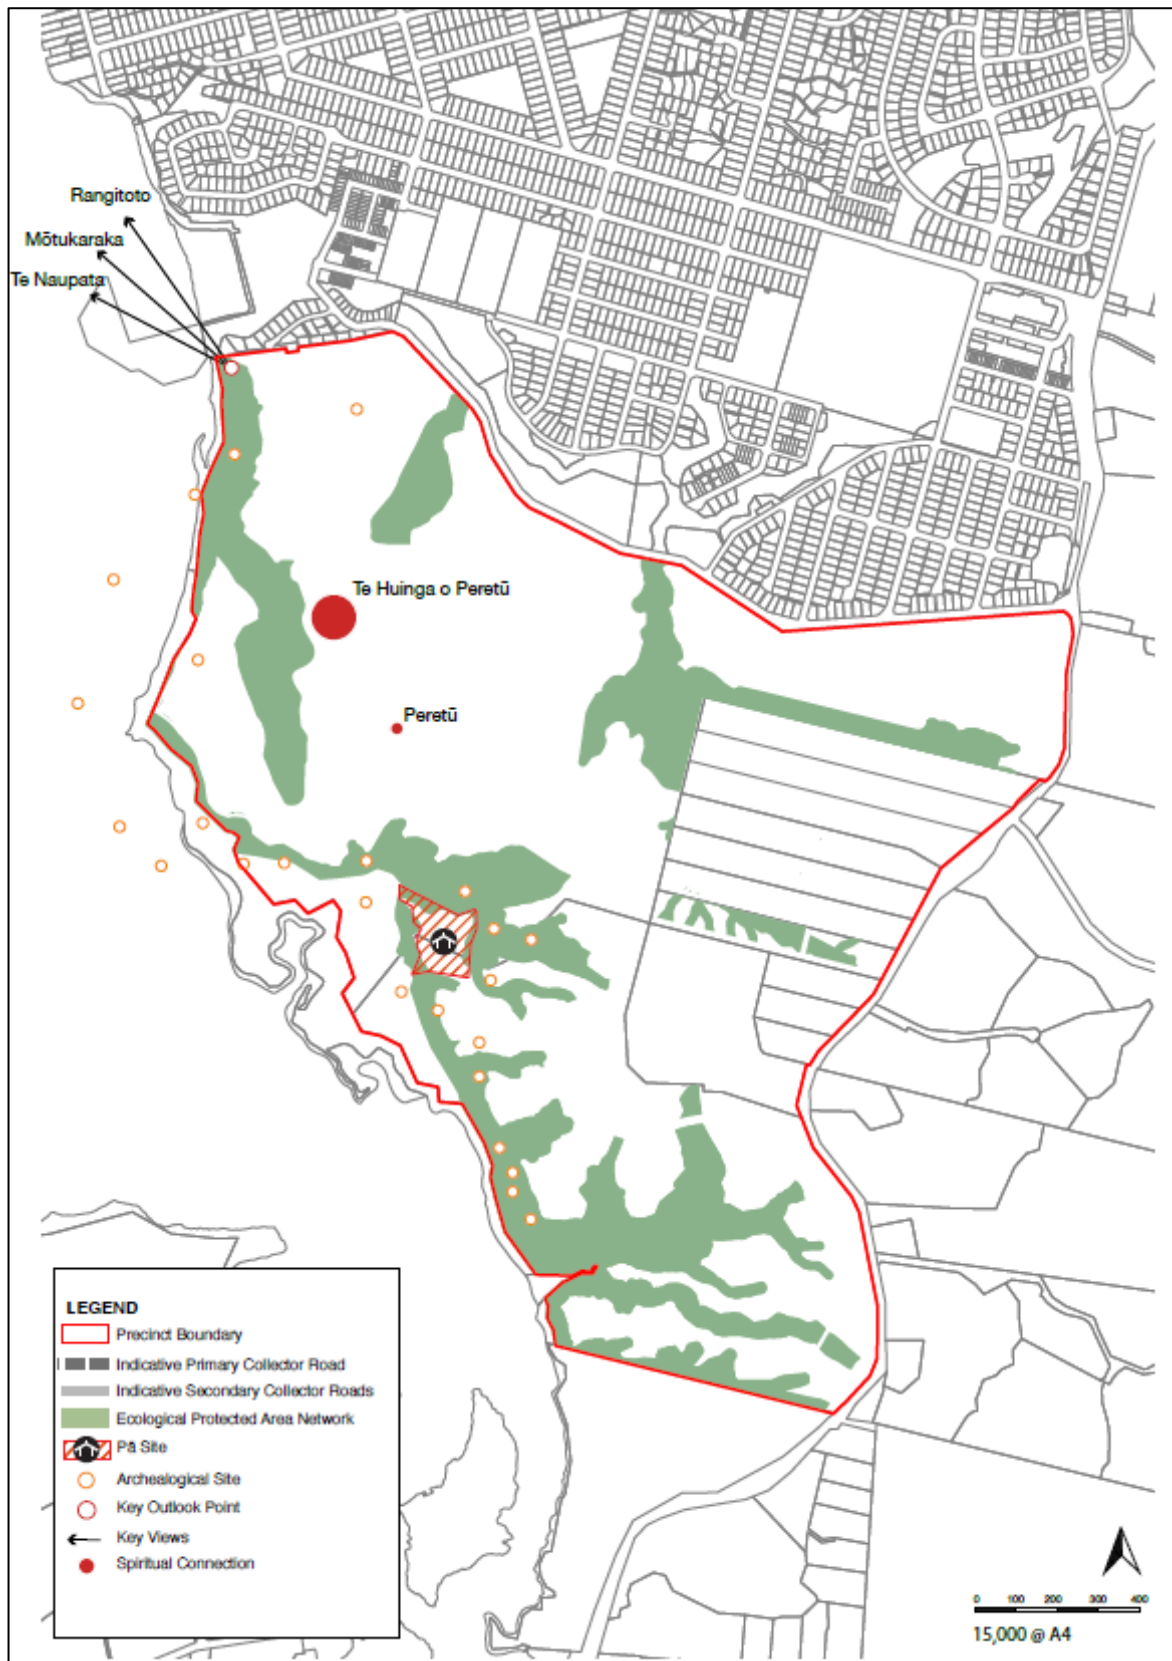 Rangitoto
Mōtukaraka
Te Naupata
Te Huinga o Peretū
Peretū
LEGEND
Precinct Boundary
Indicative Primary Collector Road
Indicative Secondary Collector Roads
Ecological Protected Area Network
Pā Site
Archealogical Site
Key Outlook Point
Key Views
Spiritual Connection
0 100 200 300 400
15,000 @ A4